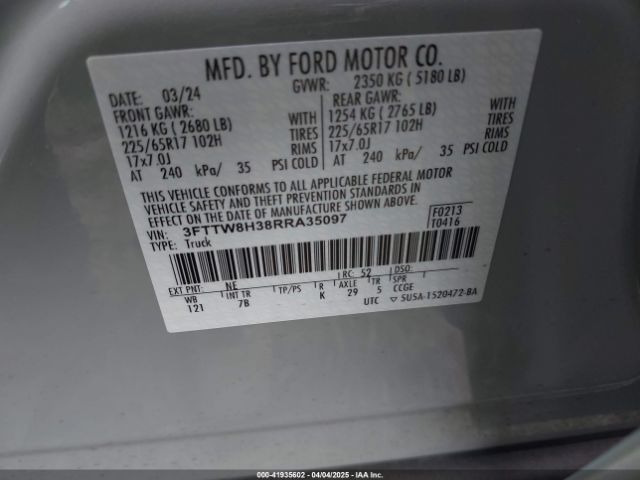 MFD. BY FORD MOTOR CO.
DATE: 03/24 GVWR: 2350 KG ( 5180 LB)
FRONT GAWR: REAR GAWR:
1216 KG ( 2680 LB) WITH 1254 KG ( 2765 LB) WITH
225/65R17 102H TIRES 225/65R17 102H TIRES
17x7.0J RIMS 17x7.0J RIMS
AT 240 kPa/ 35 PSI COLD AT 240 kPa/ 35 PSI COLD
THIS VEHICLE CONFORMS TO ALL APPLICABLE FEDERAL MOTOR
VEHICLE SAFETY AND THEFT PREVENTION STANDARDS IN
EFFECT ON THE DATE OF MANUFACTURE SHOWN ABOVE.
VIN: 3FTTW8H38RRA35097 F0213
TYPE: Truck T0416
EXT PNT: NE RC: 52 DSO:
WB INT TR TP/PS R AXLE TR SPR
121 7B K 29 5 CCGE
UTC ▽ SU5A-1520472-BA
000-41935602 - 04/04/2025 - IAA Inc.